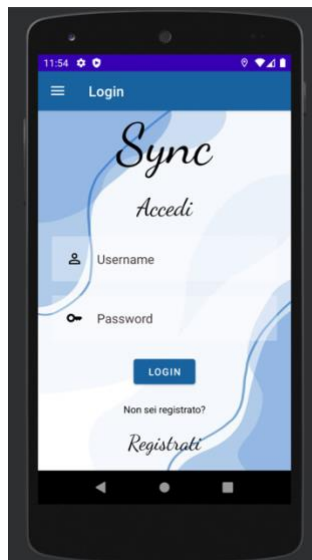 11:54
Login
Sync
Accedi
Username
Password
LOGIN
Non sei registrato?
Registrati